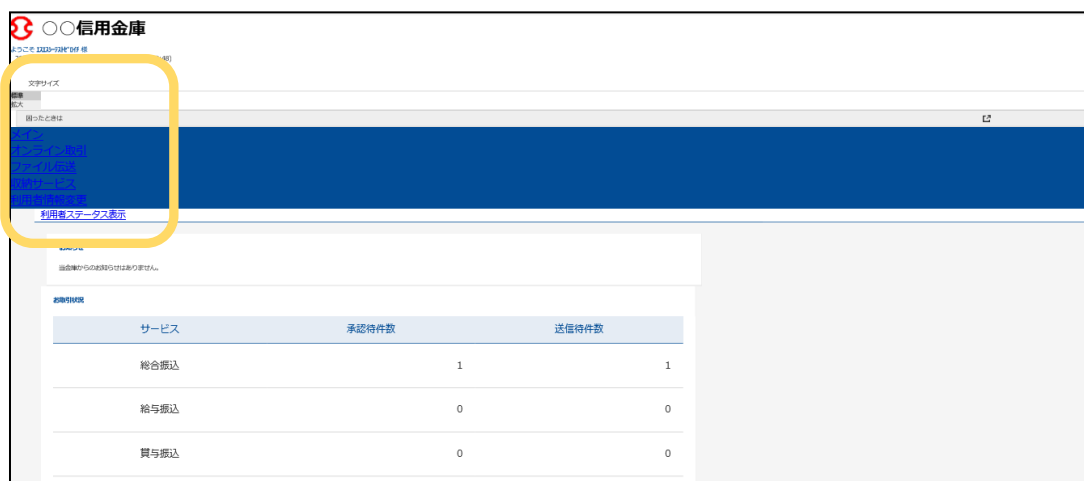 ○○信用金庫
ようこそ 様
文字サイズ
標準
拡大
困ったときは
メイン
オンライン取引
ファイル伝送
収納サービス
利用者情報変更
利用者ステータス表示
当金庫からのお知らせはありません。
お取引状況
サービス 承認待件数 送信待件数
総合振込 1 1
給与振込 0 0
賞与振込 0 0